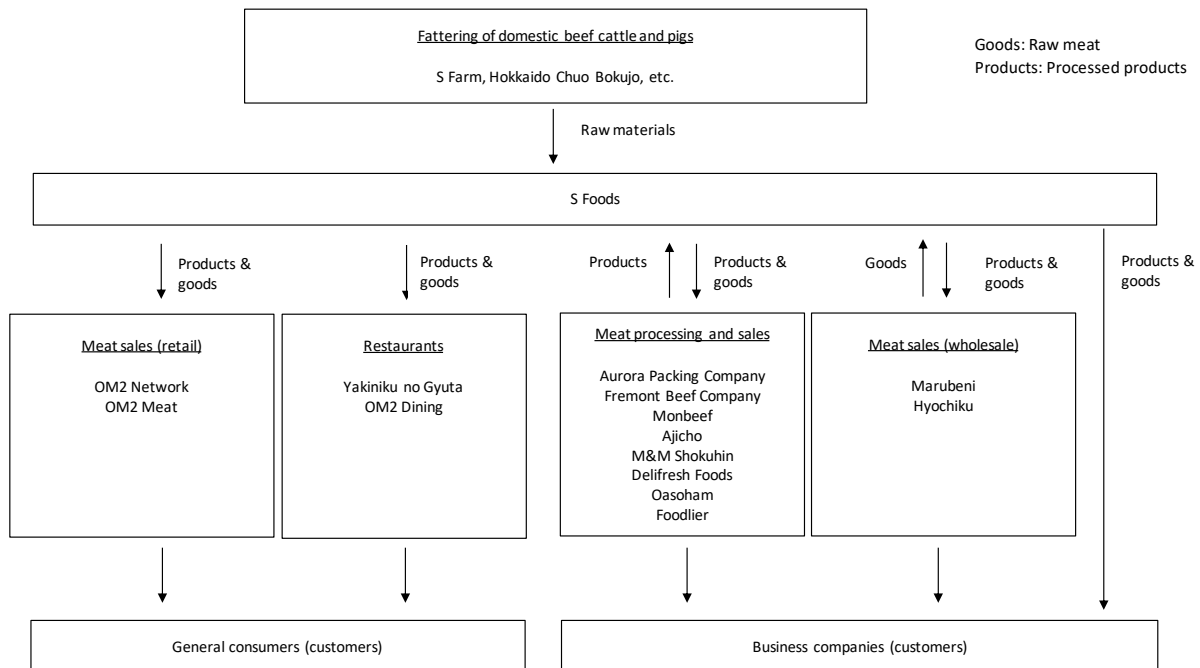 Fattering of domestic beef cattle and pigs
S Farm, Hokkaido Chuo Bokujo, etc.
Goods: Raw meat
Products: Processed products
Raw materials
S Foods
Products &
goods
Products &
goods
Products
Products &
goods
Goods
Products &
goods
Products &
goods
Meat sales (retail)
OM2 Network
OM2 Meat
Restaurants
Yakiniku no Gyuta
OM2 Dining
Meat processing and sales
Aurora Packing Company
Fremont Beef Company
Monbeef
Ajicho
M&M Shokuhin
Delifresh Foods
Oasoham
Foodlier
Meat sales (wholesale)
Marubeni
Hyochiku
General consumers (customers)
Business companies (customers)